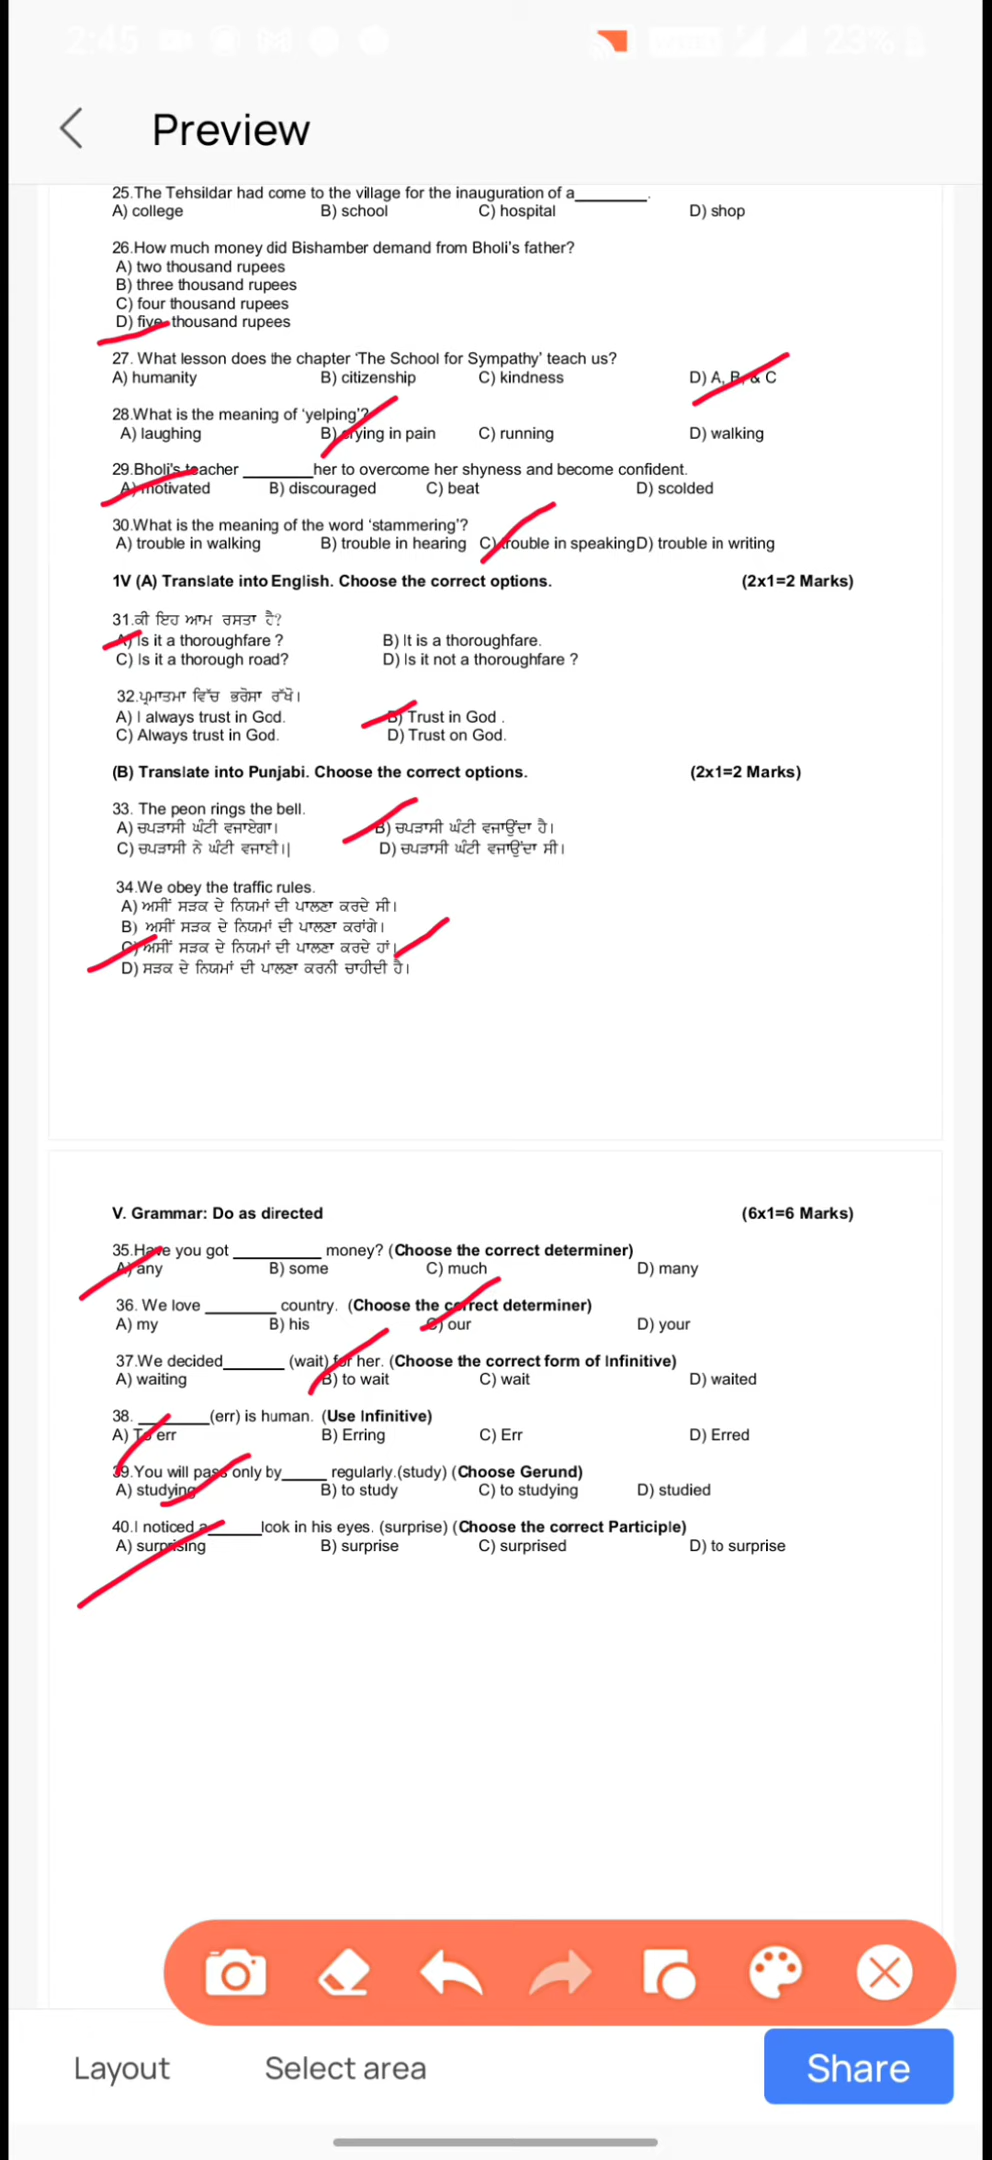 2:45
23%
Preview
25.The Tehsildar had come to the village for the inauguration of a________.
A) college B) school C) hospital D) shop
26.How much money did Bishamber demand from Bholi's father?
A) two thousand rupees
B) three thousand rupees
C) four thousand rupees
D) five thousand rupees
27. What lesson does the chapter 'The School for Sympathy' teach us?
A) humanity B) citizenship C) kindness D) A, B, & C
28.What is the meaning of 'yelping'?
A) laughing B) crying in pain C) running D) walking
29.Bholi's teacher ________her to overcome her shyness and become confident.
A) motivated B) discouraged C) beat D) scolded
30.What is the meaning of the word 'stammering'?
A) trouble in walking B) trouble in hearing C) trouble in speakingD) trouble in writing
1V (A) Translate into English. Choose the correct options. (2x1=2 Marks)
31.ਕੀ ਇਹ ਆਮ ਰਸਤਾ ਹੈ?
A) Is it a thoroughfare ? B) It is a thoroughfare.
C) Is it a thorough road? D) Is it not a thoroughfare ?
32.ਪ੍ਰਮਾਤਮਾ ਵਿੱਚ ਭਰੋਸਾ ਰੱਖੋ।
A) I always trust in God. B) Trust in God .
C) Always trust in God. D) Trust on God.
(B) Translate into Punjabi. Choose the correct options. (2x1=2 Marks)
33. The peon rings the bell.
A) ਚਪੜਾਸੀ ਘੰਟੀ ਵਜਾਏਗਾ। B) ਚਪੜਾਸੀ ਘੰਟੀ ਵਜਾਉਂਦਾ ਹੈ।
C) ਚਪੜਾਸੀ ਨੇ ਘੰਟੀ ਵਜਾਈ।| D) ਚਪੜਾਸੀ ਘੰਟੀ ਵਜਾਉਂਦਾ ਸੀ।
34.We obey the traffic rules.
A) ਅਸੀਂ ਸੜਕ ਦੇ ਨਿਯਮਾਂ ਦੀ ਪਾਲਣਾ ਕਰਦੇ ਸੀ।
B) ਅਸੀਂ ਸੜਕ ਦੇ ਨਿਯਮਾਂ ਦੀ ਪਾਲਣਾ ਕਰਾਂਗੇ।
C) ਅਸੀਂ ਸੜਕ ਦੇ ਨਿਯਮਾਂ ਦੀ ਪਾਲਣਾ ਕਰਦੇ ਹਾਂ।
D) ਸੜਕ ਦੇ ਨਿਯਮਾਂ ਦੀ ਪਾਲਣਾ ਕਰਨੀ ਚਾਹੀਦੀ ਹੈ।
V. Grammar: Do as directed (6x1=6 Marks)
35.Have you got __________ money? (Choose the correct determiner)
A) any B) some C) much D) many
36. We love ________ country. (Choose the correct determiner)
A) my B) his C) our D) your
37.We decided_______ (wait) for her. (Choose the correct form of Infinitive)
A) waiting B) to wait C) wait D) waited
38. ________(err) is human. (Use Infinitive)
A) To err B) Erring C) Err D) Erred
39.You will pass only by_____ regularly.(study) (Choose Gerund)
A) studying B) to study C) to studying D) studied
40.I noticed a______look in his eyes. (surprise) (Choose the correct Participle)
A) surprising B) surprise C) surprised D) to surprise
Layout Select area Share